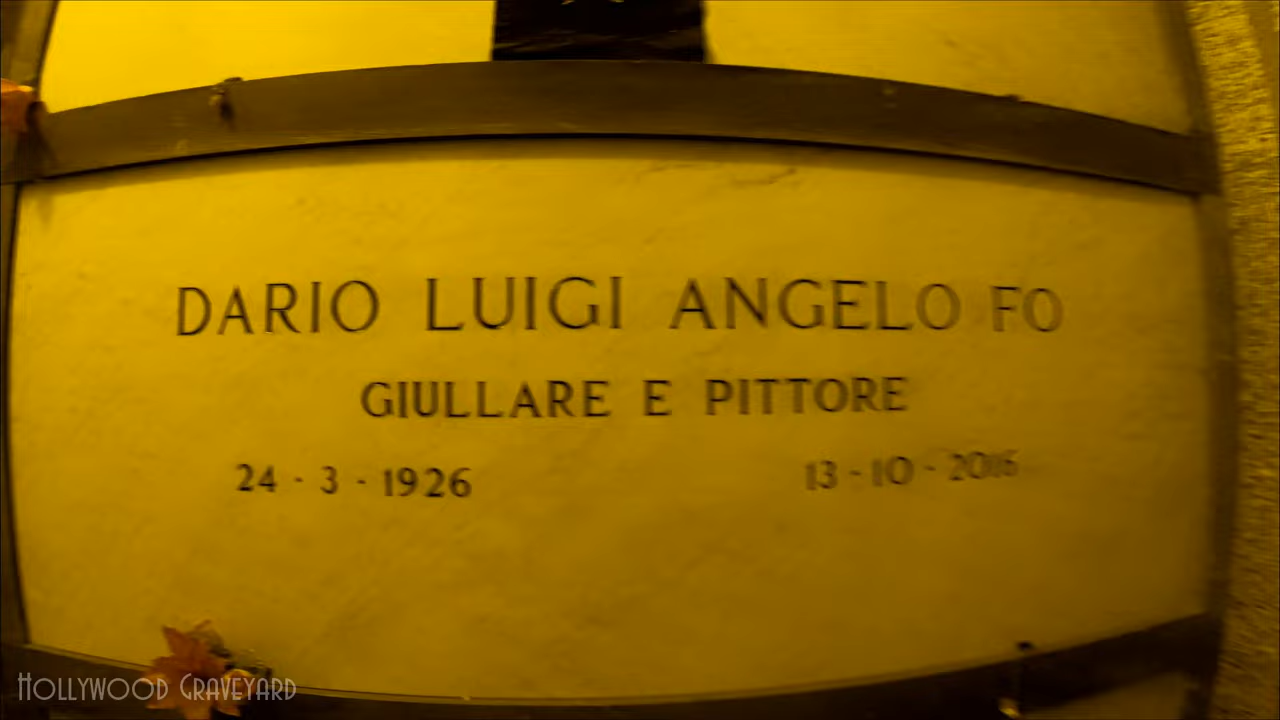 DARIO LUIGI ANGELO FO
GIULLARE E PITTORE
24 - 3 - 1926 13 - 10 - 2016
HOLLYWOOD GRAVEYARD